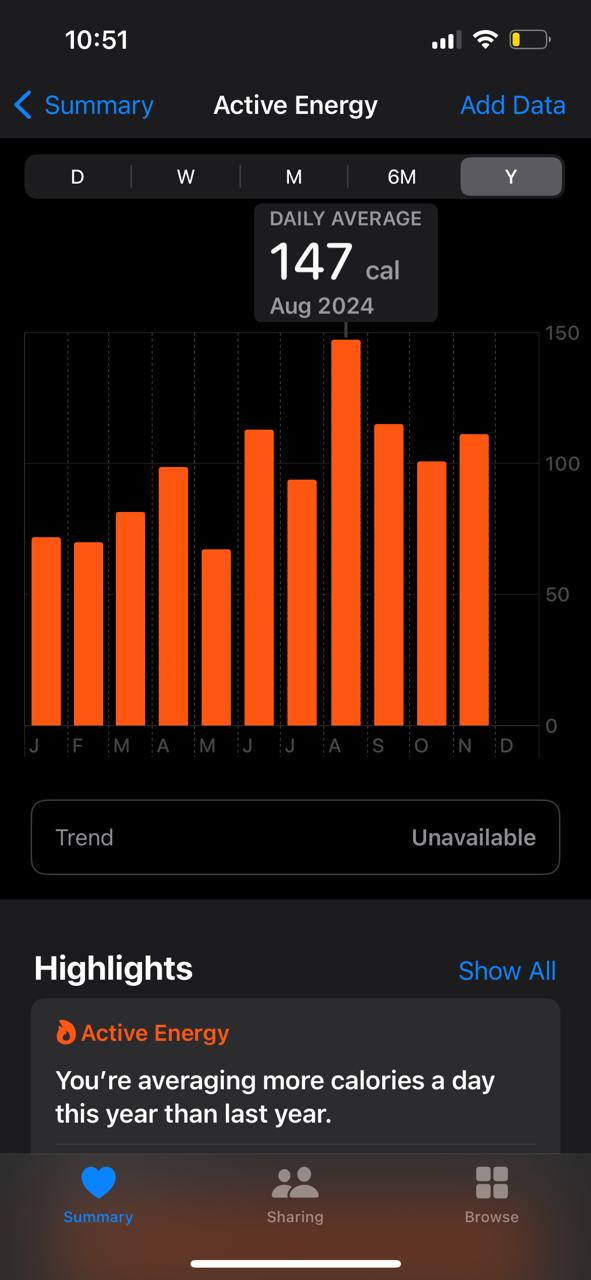 10:51
Summary Active Energy Add Data
D W M 6M Y
DAILY AVERAGE
147 cal
Aug 2024
150
100
50
0
J F M A M J J A S O N D
Trend Unavailable
Highlights Show All
Active Energy
You’re averaging more calories a day
this year than last year.
Summary Sharing Browse